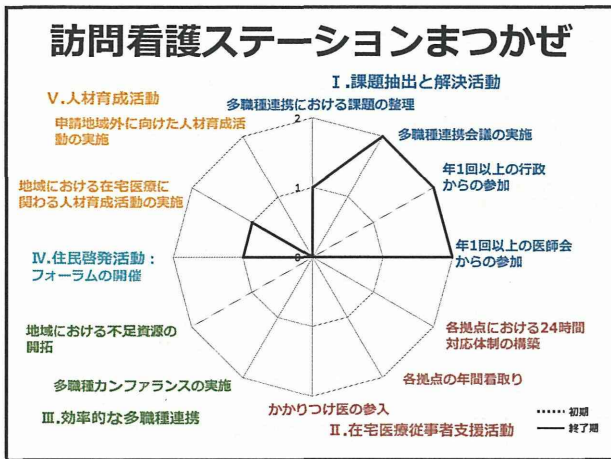 訪問看護ステーションまつかぜ
Ⅰ.課題抽出と解決活動
Ⅴ.人材育成活動
多職種連携における課題の整理
申請地域外に向けた人材育成活
動の実施
多職種連携会議の実施
年1回以上の行政
からの参加
地域における在宅医療に
関わる人材育成活動の実施
年1回以上の医師会
からの参加
Ⅳ.住民啓発活動:
フォーラムの開催
地域における不足資源の
開拓
各拠点における24時間
対応体制の構築
多職種カンファランスの実施
各拠点の年間看取り
かかりつけ医の参入
Ⅲ.効率的な多職種連携
Ⅱ.在宅医療従事者支援活動
2
1
0
初期
終了期